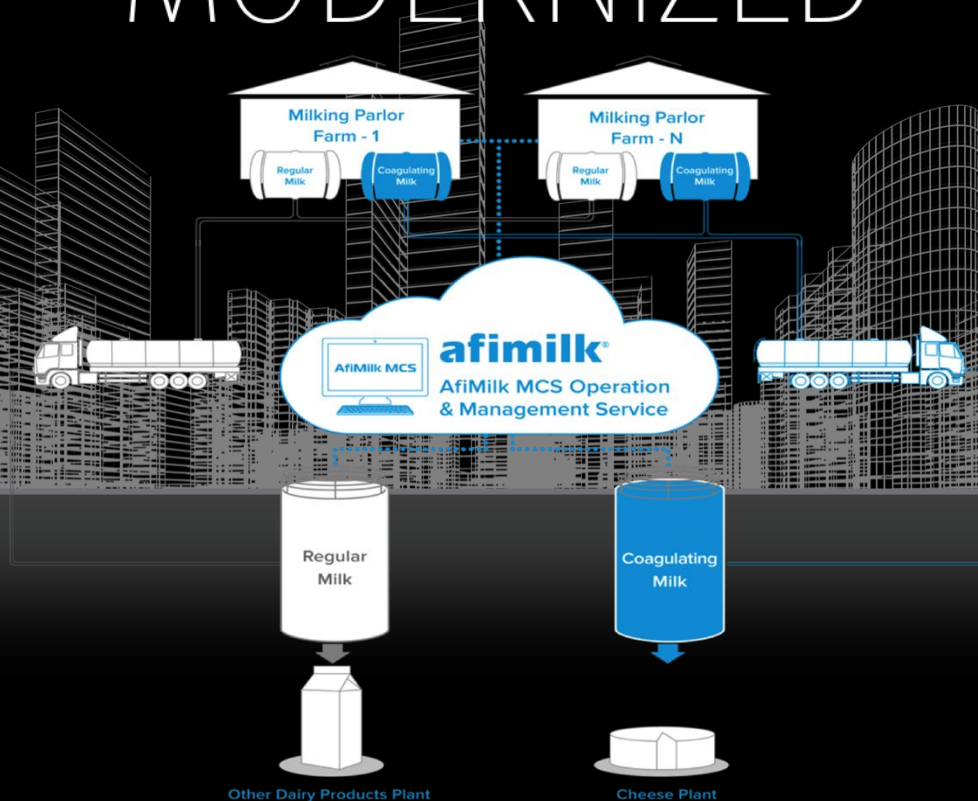 MODERNIZED
Milking Parlor
Farm - 1
Milking Parlor
Farm - N
Regular
Milk
Coagulating
Milk
Regular
Milk
Coagulating
Milk
AfiMilk MCS
afimilk®
AfiMilk MCS Operation
& Management Service
Regular
Milk
Coagulating
Milk
Other Dairy Products Plant
Cheese Plant